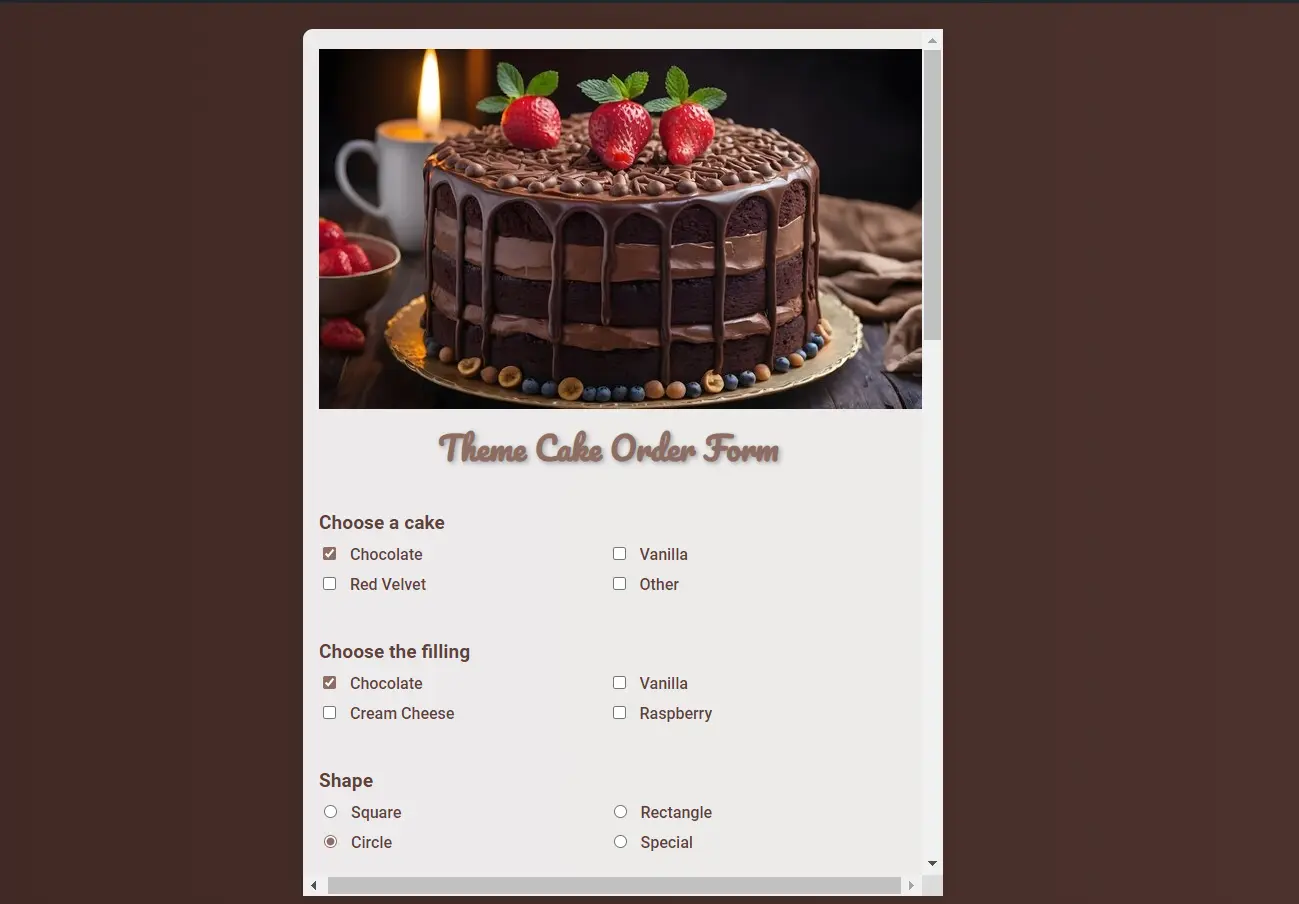 Theme Cake Order Form
Choose a cake
Chocolate Vanilla
Red Velvet Other
Choose the filling
Chocolate Vanilla
Cream Cheese Raspberry
Shape
Square Rectangle
Circle Special